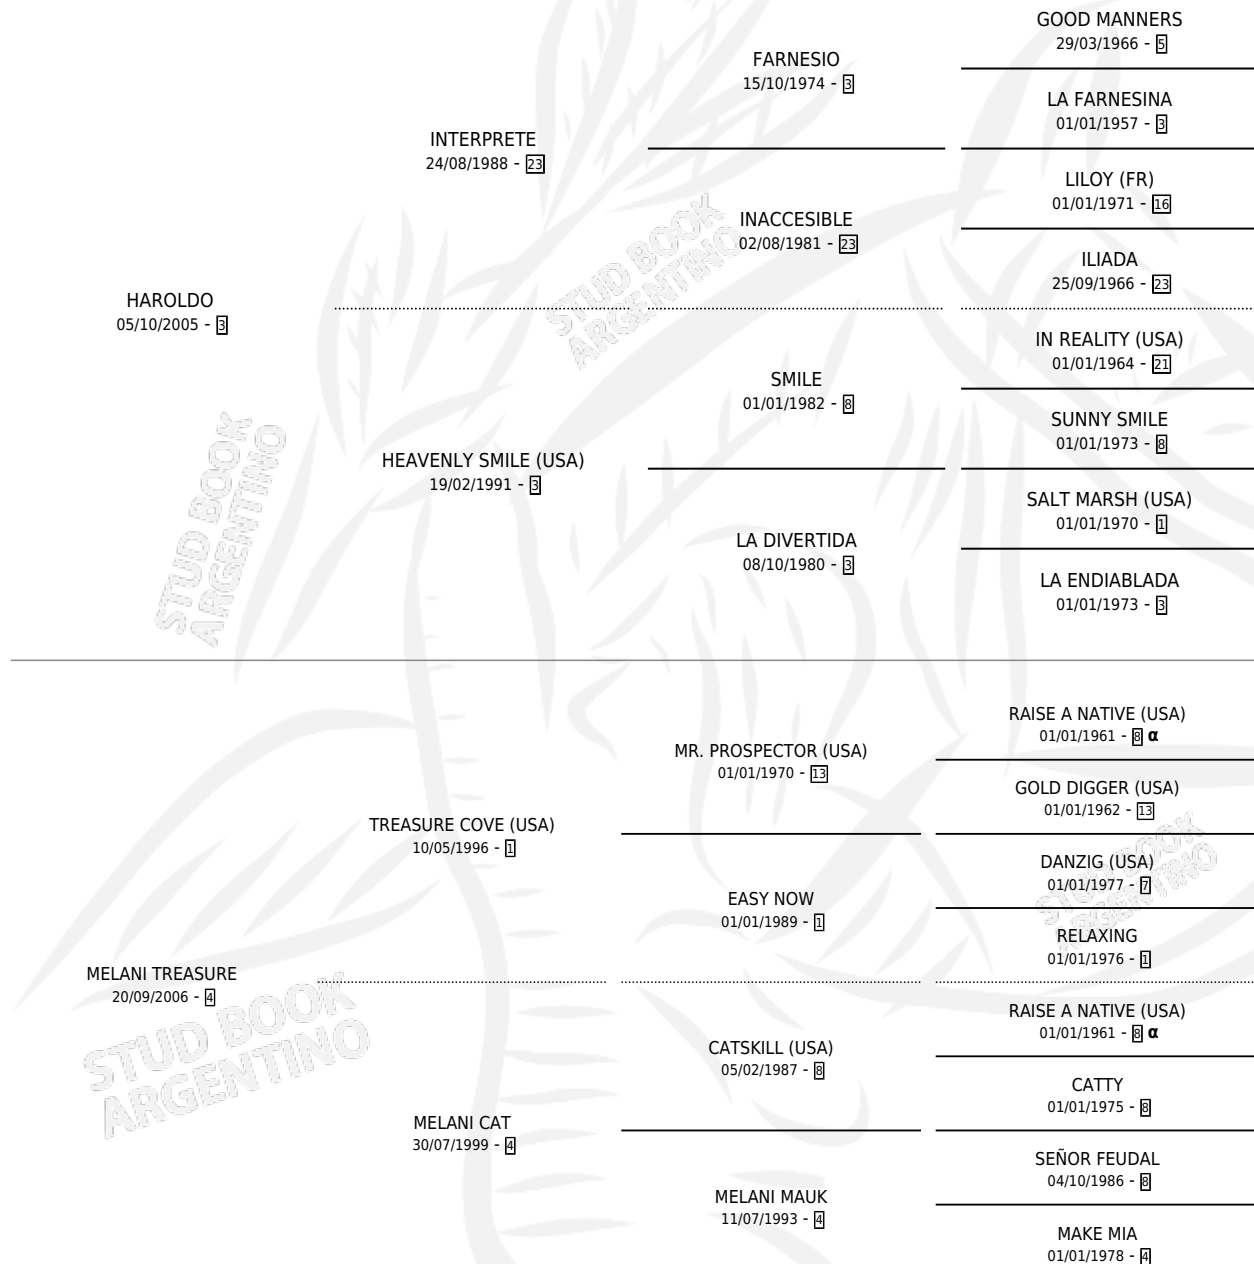 GOOD MANNERS
29/03/1966 - 5
FARNESIO
15/10/1974 - 3
LA FARNESINA
01/01/1957 - 3
INTERPRETE
24/08/1988 - 23
LILOY (FR)
01/01/1971 - 16
INACCESIBLE
02/08/1981 - 23
ILIADA
25/09/1966 - 23
HAROLDO
05/10/2005 - 3
IN REALITY (USA)
01/01/1964 - 21
SMILE
01/01/1982 - 8
SUNNY SMILE
01/01/1973 - 8
HEAVENLY SMILE (USA)
19/02/1991 - 3
SALT MARSH (USA)
01/01/1970 - 1
LA DIVERTIDA
08/10/1980 - 3
LA ENDIABLADA
01/01/1973 - 3
RAISE A NATIVE (USA)
01/01/1961 - 8 α
MR. PROSPECTOR (USA)
01/01/1970 - 13
GOLD DIGGER (USA)
01/01/1962 - 13
TREASURE COVE (USA)
10/05/1996 - 1
DANZIG (USA)
01/01/1977 - 7
EASY NOW
01/01/1989 - 1
RELAXING
01/01/1976 - 1
MELANI TREASURE
20/09/2006 - 4
RAISE A NATIVE (USA)
01/01/1961 - 8 α
CATSKILL (USA)
05/02/1987 - 8
CATTY
01/01/1975 - 8
MELANI CAT
30/07/1999 - 4
SEÑOR FEUDAL
04/10/1986 - 8
MELANI MAUK
11/07/1993 - 4
MAKE MIA
01/01/1978 - 4
STUD BOOK
ARGENTINO
STUD BOOK
ARGENTINO
STUD BOOK
ARGENTINO
STUD BOOK
ARGENTINO